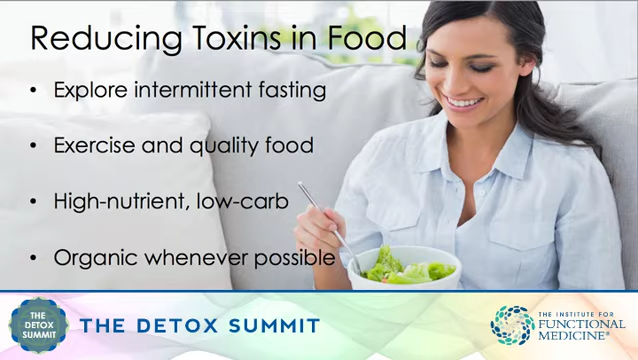 Reducing Toxins in Food
• Explore intermittent fasting
• Exercise and quality food
• High-nutrient, low-carb
• Organic whenever possible
THE
DETOX
SUMMIT
THE DETOX SUMMIT
THE INSTITUTE FOR
FUNCTIONAL
MEDICINE®